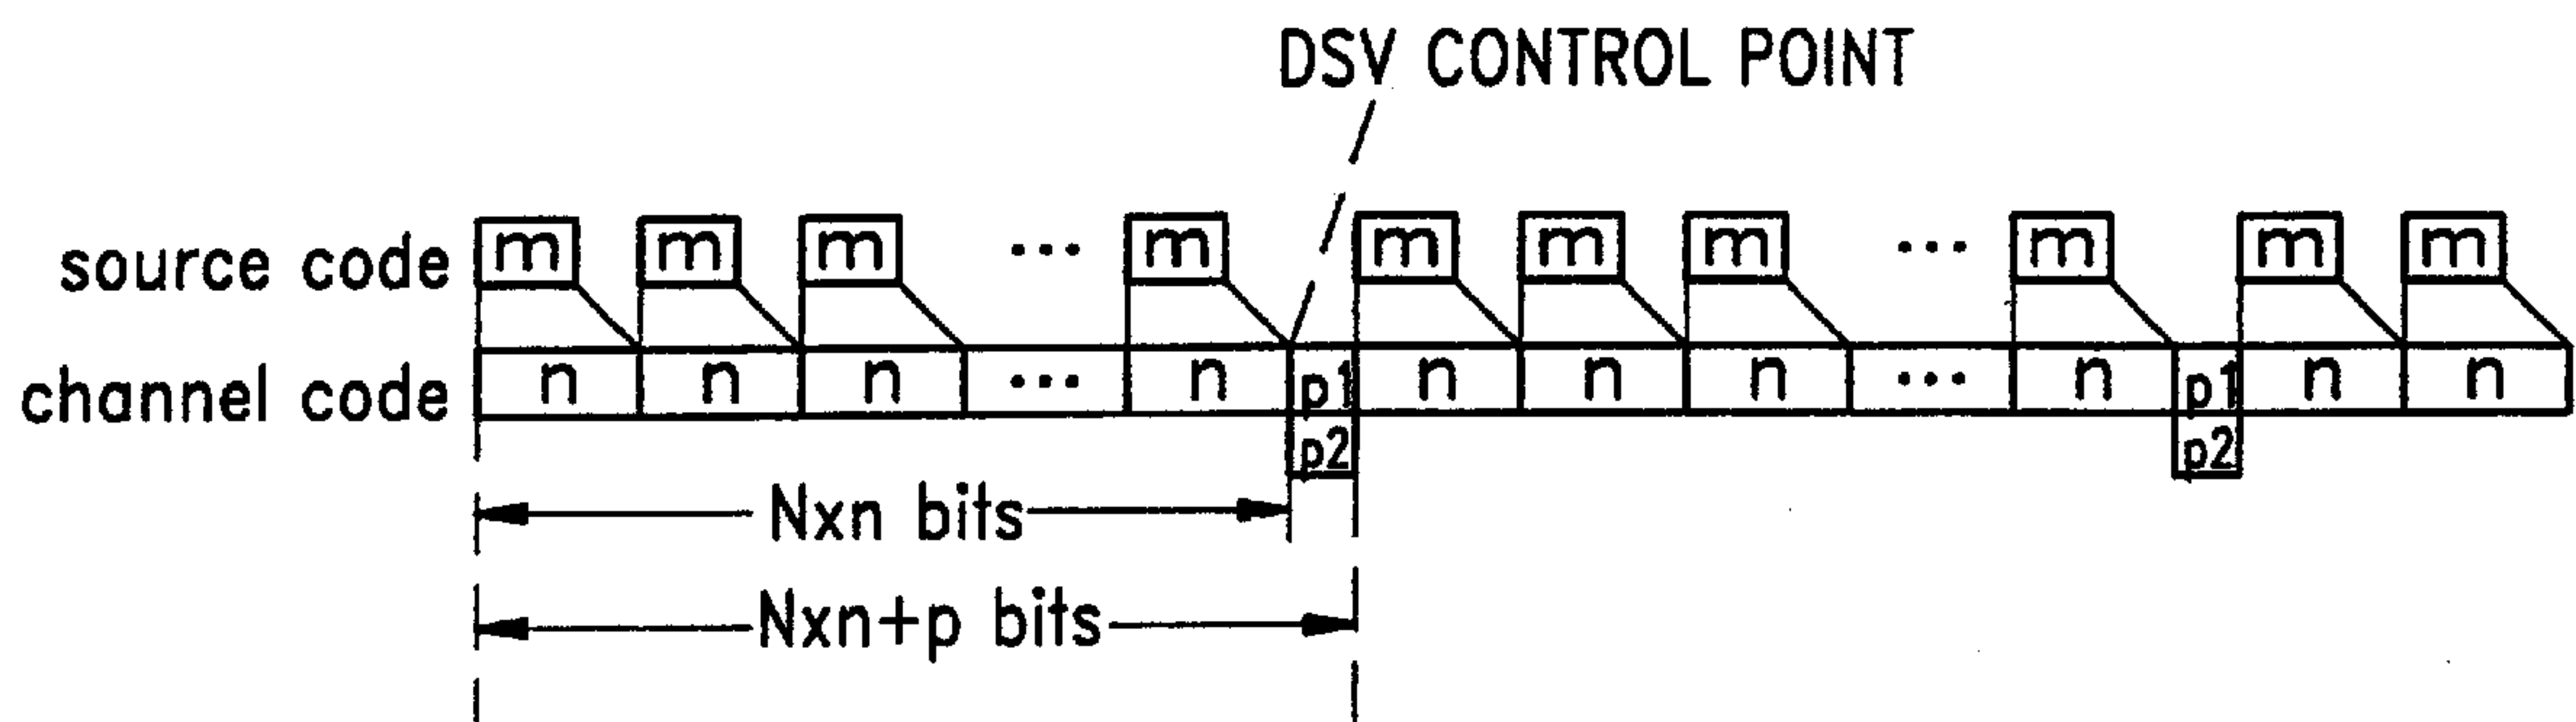 DSV CONTROL POINT
source code m m m ... m m m m ... m m m
channel code n n n ... n p1 n n n ... n p1 n n
p2 p2
Nxn bits
Nxn+p bits